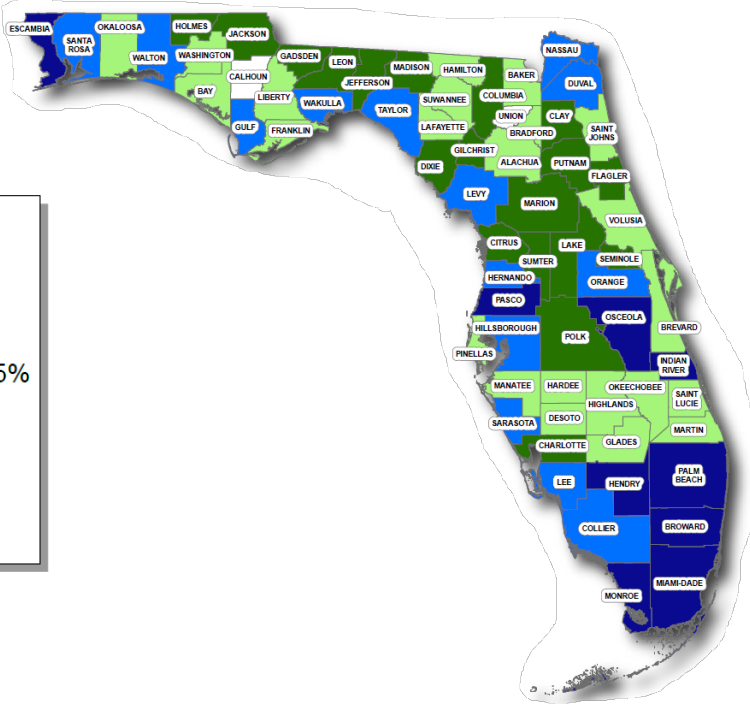 ESCAMBIA
SANTA
ROSA
OKALOOSA
WALTON
HOLMES
WASHINGTON
JACKSON
BAY
CALHOUN
GULF
LIBERTY
GADSDEN
FRANKLIN
LEON
WAKULLA
JEFFERSON
MADISON
TAYLOR
HAMILTON
SUWANNEE
LAFAYETTE
DIXIE
COLUMBIA
GILCHRIST
BAKER
UNION
BRADFORD
ALACHUA
LEVY
NASSAU
DUVAL
CLAY
SAINT
JOHNS
PUTNAM
FLAGLER
MARION
VOLUSIA
CITRUS
LAKE
SUMTER
SEMINOLE
HERNANDO
ORANGE
PASCO
OSCEOLA
HILLSBOROUGH
POLK
BREVARD
PINELLAS
INDIAN
RIVER
5%
MANATEE
HARDEE
OKEECHOBEE
HIGHLANDS
SAINT
LUCIE
SARASOTA
DESOTO
MARTIN
CHARLOTTE
GLADES
LEE
HENDRY
PALM
BEACH
COLLIER
BROWARD
MONROE
MIAMI-DADE